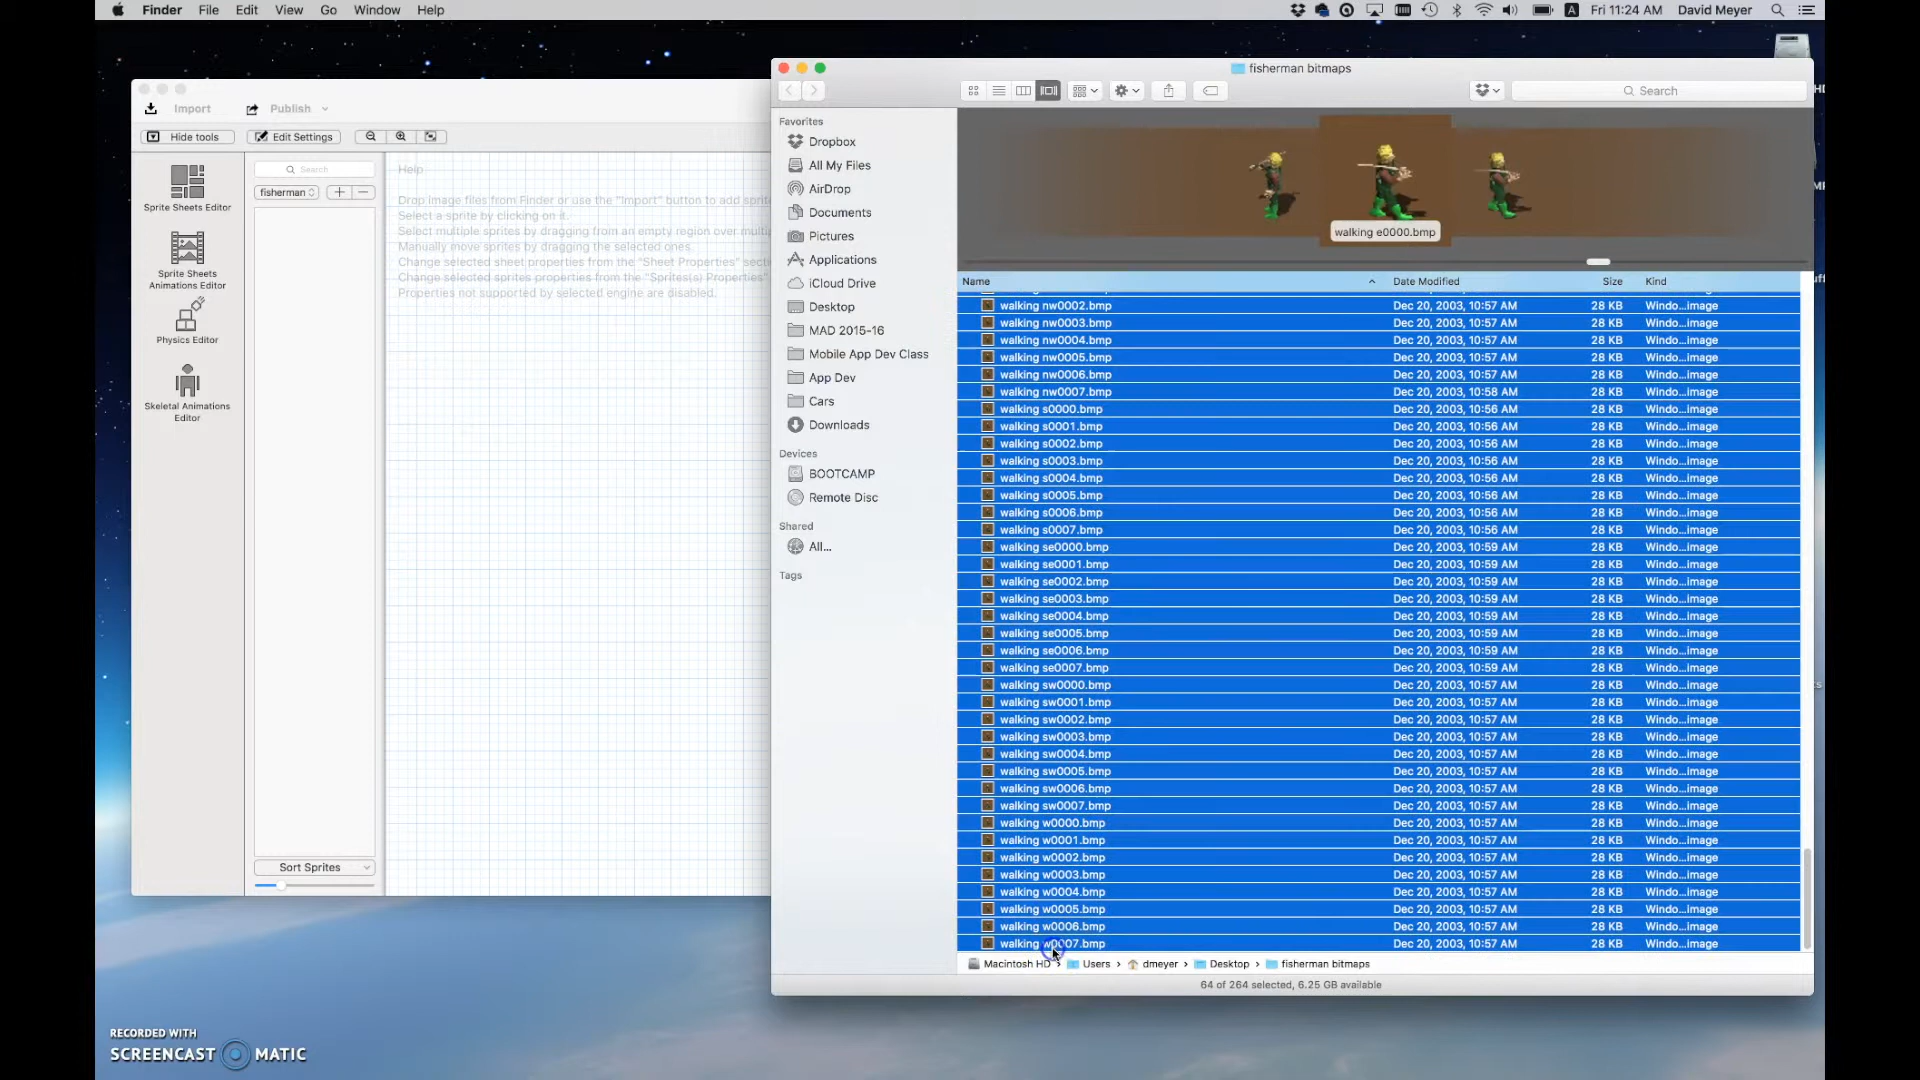 Finder File Edit View Go Window Help
A Fri 11:24 AM David Meyer
fisherman bitmaps
Import Publish
Search
Hide tools Edit Settings
Sprite Sheets Editor
Sprite Sheets
Animations Editor
Physics Editor
Skeletal Animations
Editor
Search
fisherman
Sort Sprites
Help
Drop image files from Finder or use the "Import" button to add
Select a sprite by clicking on it.
Select multiple sprites by dragging from an empty region over
Manually move sprites by dragging the selected ones.
Change selected sheet properties from the "Sheet Properties"
Change selected sprites properties from the "Sprites(s) Properties"
Properties not supported by selected engine are disabled.
Favorites
Dropbox
All My Files
AirDrop
Documents
Pictures
Applications
iCloud Drive
Desktop
MAD 2015-16
Mobile App Dev Class
App Dev
Cars
Downloads
Devices
BOOTCAMP
Remote Disc
Shared
All...
Tags
walking e0000.bmp
Name Date Modified Size Kind
walking nw0002.bmp Dec 20, 2003, 10:57 AM 28 KB Windo...image
walking nw0003.bmp Dec 20, 2003, 10:57 AM 28 KB Windo...image
walking nw0004.bmp Dec 20, 2003, 10:57 AM 28 KB Windo...image
walking nw0005.bmp Dec 20, 2003, 10:57 AM 28 KB Windo...image
walking nw0006.bmp Dec 20, 2003, 10:57 AM 28 KB Windo...image
walking nw0007.bmp Dec 20, 2003, 10:58 AM 28 KB Windo...image
walking s0000.bmp Dec 20, 2003, 10:56 AM 28 KB Windo...image
walking s0001.bmp Dec 20, 2003, 10:56 AM 28 KB Windo...image
walking s0002.bmp Dec 20, 2003, 10:56 AM 28 KB Windo...image
walking s0003.bmp Dec 20, 2003, 10:56 AM 28 KB Windo...image
walking s0004.bmp Dec 20, 2003, 10:56 AM 28 KB Windo...image
walking s0005.bmp Dec 20, 2003, 10:56 AM 28 KB Windo...image
walking s0006.bmp Dec 20, 2003, 10:56 AM 28 KB Windo...image
walking s0007.bmp Dec 20, 2003, 10:56 AM 28 KB Windo...image
walking se0000.bmp Dec 20, 2003, 10:59 AM 28 KB Windo...image
walking se0001.bmp Dec 20, 2003, 10:59 AM 28 KB Windo...image
walking se0002.bmp Dec 20, 2003, 10:59 AM 28 KB Windo...image
walking se0003.bmp Dec 20, 2003, 10:59 AM 28 KB Windo...image
walking se0004.bmp Dec 20, 2003, 10:59 AM 28 KB Windo...image
walking se0005.bmp Dec 20, 2003, 10:59 AM 28 KB Windo...image
walking se0006.bmp Dec 20, 2003, 10:59 AM 28 KB Windo...image
walking se0007.bmp Dec 20, 2003, 10:59 AM 28 KB Windo...image
walking sw0000.bmp Dec 20, 2003, 10:57 AM 28 KB Windo...image
walking sw0001.bmp Dec 20, 2003, 10:57 AM 28 KB Windo...image
walking sw0002.bmp Dec 20, 2003, 10:57 AM 28 KB Windo...image
walking sw0003.bmp Dec 20, 2003, 10:57 AM 28 KB Windo...image
walking sw0004.bmp Dec 20, 2003, 10:57 AM 28 KB Windo...image
walking sw0005.bmp Dec 20, 2003, 10:57 AM 28 KB Windo...image
walking sw0006.bmp Dec 20, 2003, 10:57 AM 28 KB Windo...image
walking sw0007.bmp Dec 20, 2003, 10:57 AM 28 KB Windo...image
walking w0000.bmp Dec 20, 2003, 10:57 AM 28 KB Windo...image
walking w0001.bmp Dec 20, 2003, 10:57 AM 28 KB Windo...image
walking w0002.bmp Dec 20, 2003, 10:57 AM 28 KB Windo...image
walking w0003.bmp Dec 20, 2003, 10:57 AM 28 KB Windo...image
walking w0004.bmp Dec 20, 2003, 10:57 AM 28 KB Windo...image
walking w0005.bmp Dec 20, 2003, 10:57 AM 28 KB Windo...image
walking w0006.bmp Dec 20, 2003, 10:57 AM 28 KB Windo...image
walking w0007.bmp Dec 20, 2003, 10:57 AM 28 KB Windo...image
Macintosh HD › Users › dmeyer › Desktop › fisherman bitmaps
64 of 264 selected, 6.25 GB available
RECORDED WITH
SCREENCAST MATIC